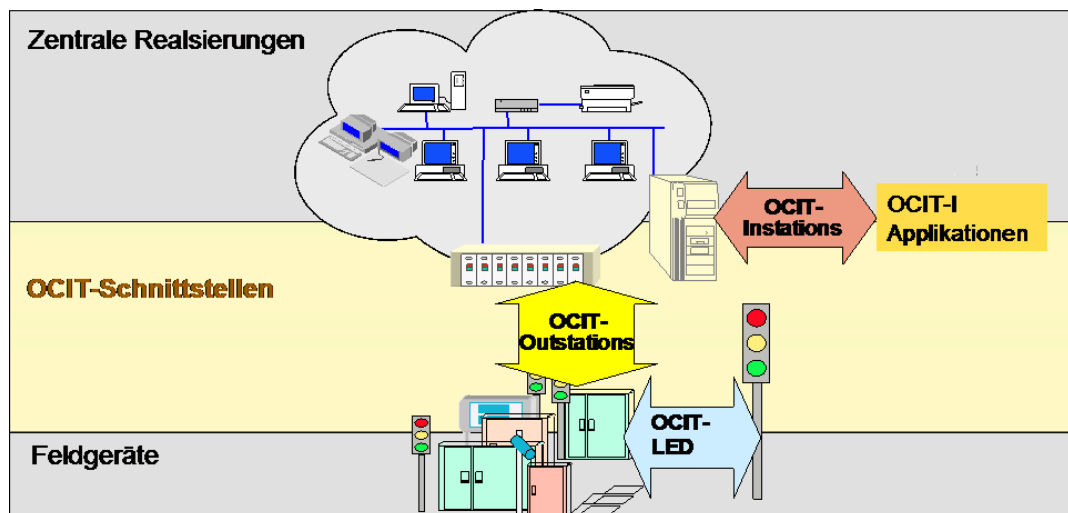 Zentrale Realsierungen
OCIT-
Instations
OCIT-I
Applikationen
OCIT-Schnittstellen
OCIT-
Outstations
OCIT-
LED
Feldgeräte